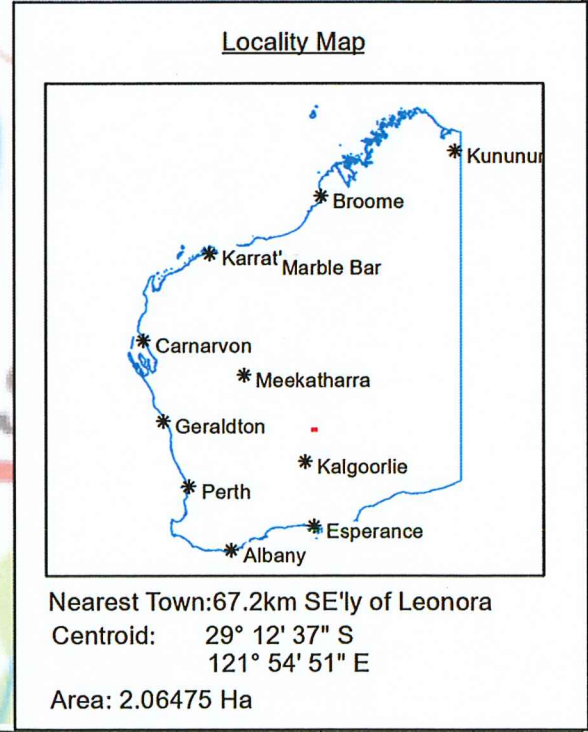 Locality Map
Kununur
Broome
Karrat'
Marble Bar
Carnarvon
Meekatharra
Geraldton
Kalgoorlie
Perth
Esperance
Albany
Nearest Town:67.2km SE'ly of Leonora
Centroid: 29° 12' 37" S
121° 54' 51" E
Area: 2.06475 Ha